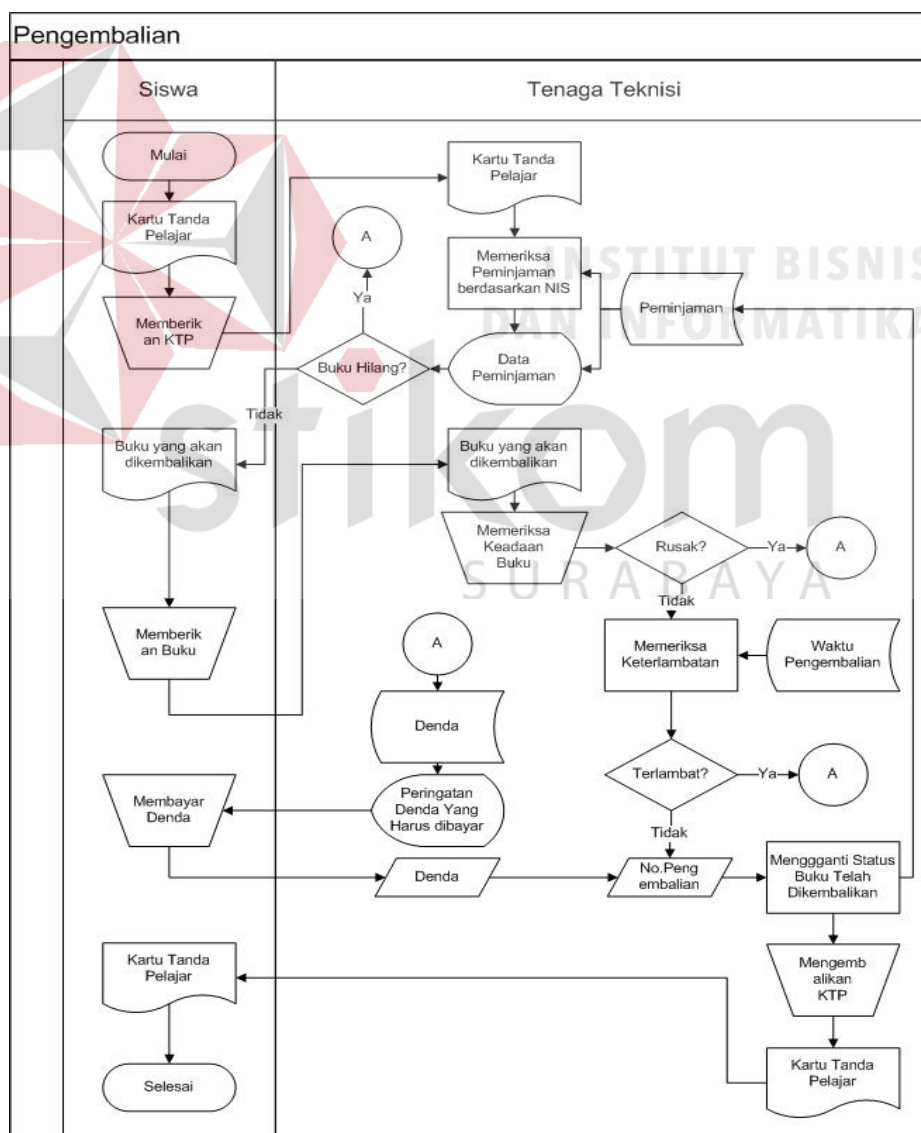 Pengembalian
Siswa
Tenaga Teknisi
Mulai
Kartu Tanda
Pelajar
Kartu Tanda
Pelajar
A
Memeriksa
Peminjaman
berdasarkan NIS
INSTITUT BISNIS
DAN INFORMATIKA
Peminjaman
Ya
Memberik
an KTP
Buku Hilang?
Data
Peminjaman
Tidak
stikom
SURABAYA
Buku yang akan
dikembalikan
Buku yang akan
dikembalikan
Memeriksa
Keadaan
Buku
Rusak?
Ya
A
Tidak
Memberik
an Buku
A
Memeriksa
Keterlambatan
Waktu
Pengembalian
Denda
Terlambat?
Ya
A
Membayar
Denda
Peringatan
Denda Yang
Harus dibayar
Tidak
Denda
No.Peng
embalian
Mengganti Status
Buku Telah
Dikembalikan
Kartu Tanda
Pelajar
Mengemb
alikan
KTP
Selesai
Kartu Tanda
Pelajar